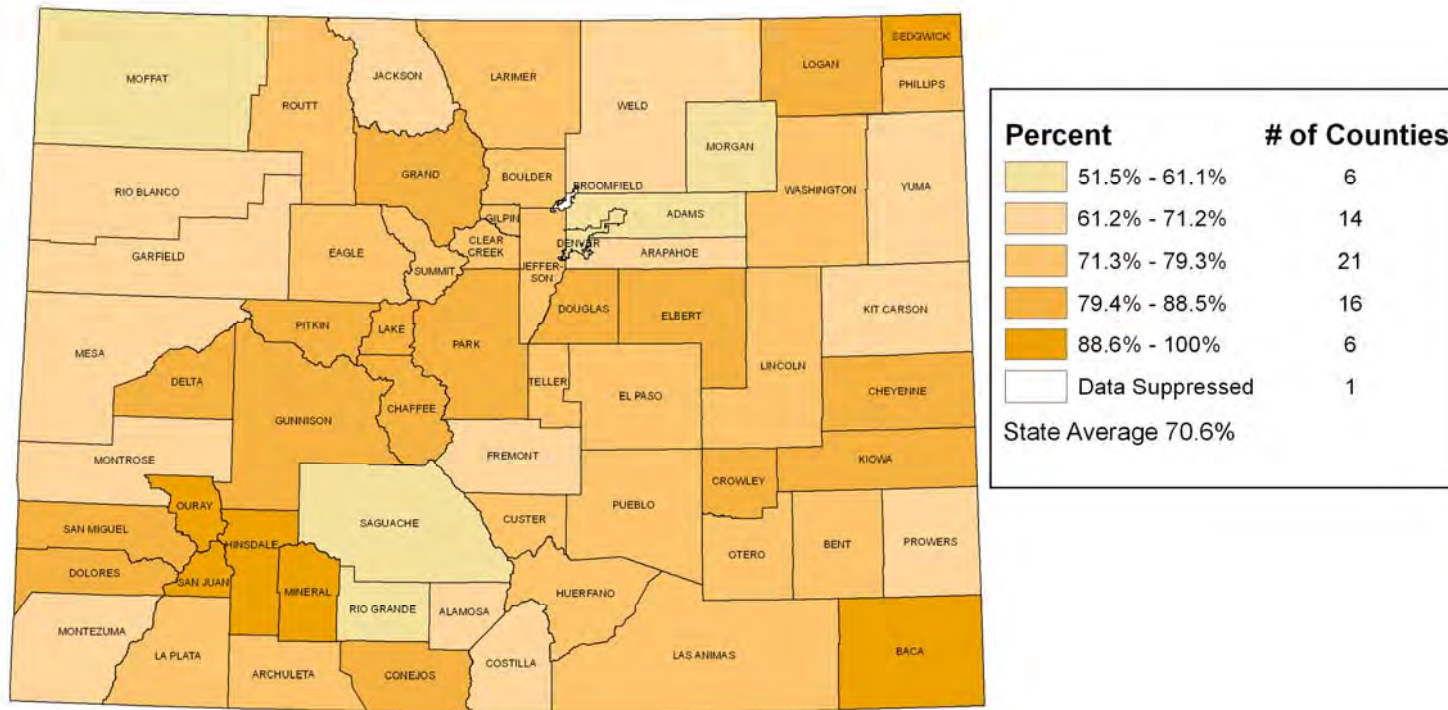 SEDGWICK
LOGAN
JACKSON
LARIMER
MOFFAT
PHILLIPS
ROUTT
WELD
MORGAN
GRAND
BOULDER
RIO BLANCO
BROOMFIELD
WASHINGTON
YUMA
GILPIN
ADAMS
CLEAR
CREEK
DENVER
GARFIELD
EAGLE
ARAPAHOE
SUMMIT
JEFFER-
SON
DOUGLAS
ELBERT
KIT CARSON
PITKIN
LAKE
PARK
MESA
LINCOLN
DELTA
TELLER
CHEYENNE
EL PASO
CHAFFEE
GUNNISON
FREMONT
MONTROSE
KIOWA
CROWLEY
OURAY
PUEBLO
SAGUACHE
CUSTER
SAN MIGUEL
HINSDALE
OTERO
BENT
PROWERS
DOLORES
SAN JUAN
MINERAL
HUERFANO
RIO GRANDE
ALAMOSA
MONTEZUMA
LAS ANIMAS
BACA
LA PLATA
COSTILLA
ARCHULETA
CONEJOS
Percent # of Counties
51.5% - 61.1% 6
61.2% - 71.2% 14
71.3% - 79.3% 21
79.4% - 88.5% 16
88.6% - 100% 6
Data Suppressed 1
State Average 70.6%